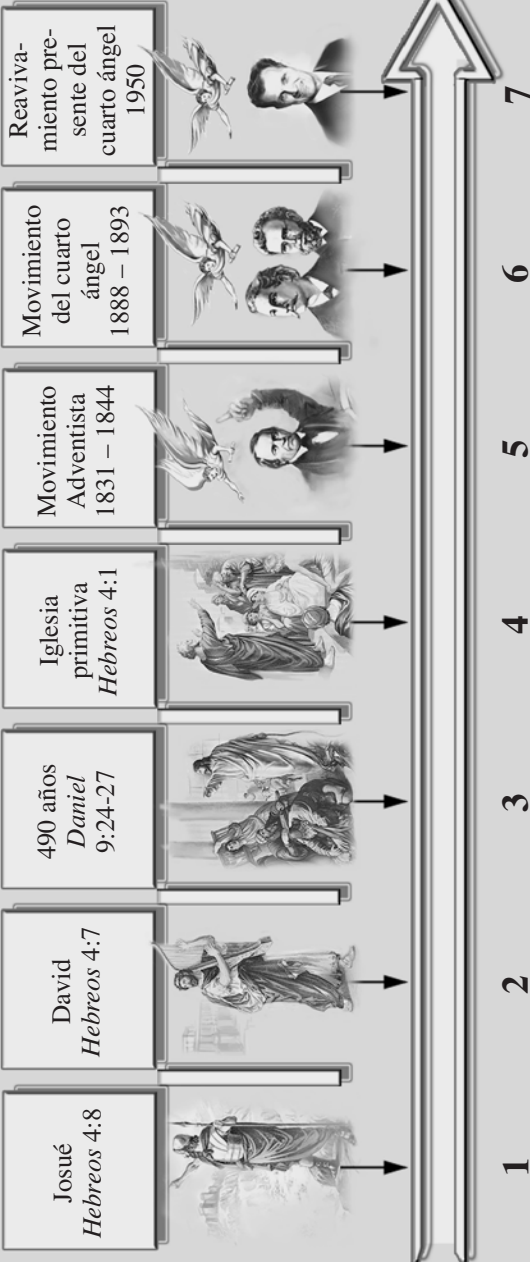 Josué
Hebreos 4:8
David
Hebreos 4:7
490 años
Daniel
9:24-27
Iglesia
primitiva
Hebreos 4:1
Movimiento
Adventista
1831 – 1844
Movimiento
del cuarto
ángel
1888 – 1893
Reaviva-
miento pre-
sente del
cuarto ángel
1950
1
2
3
4
5
6
7